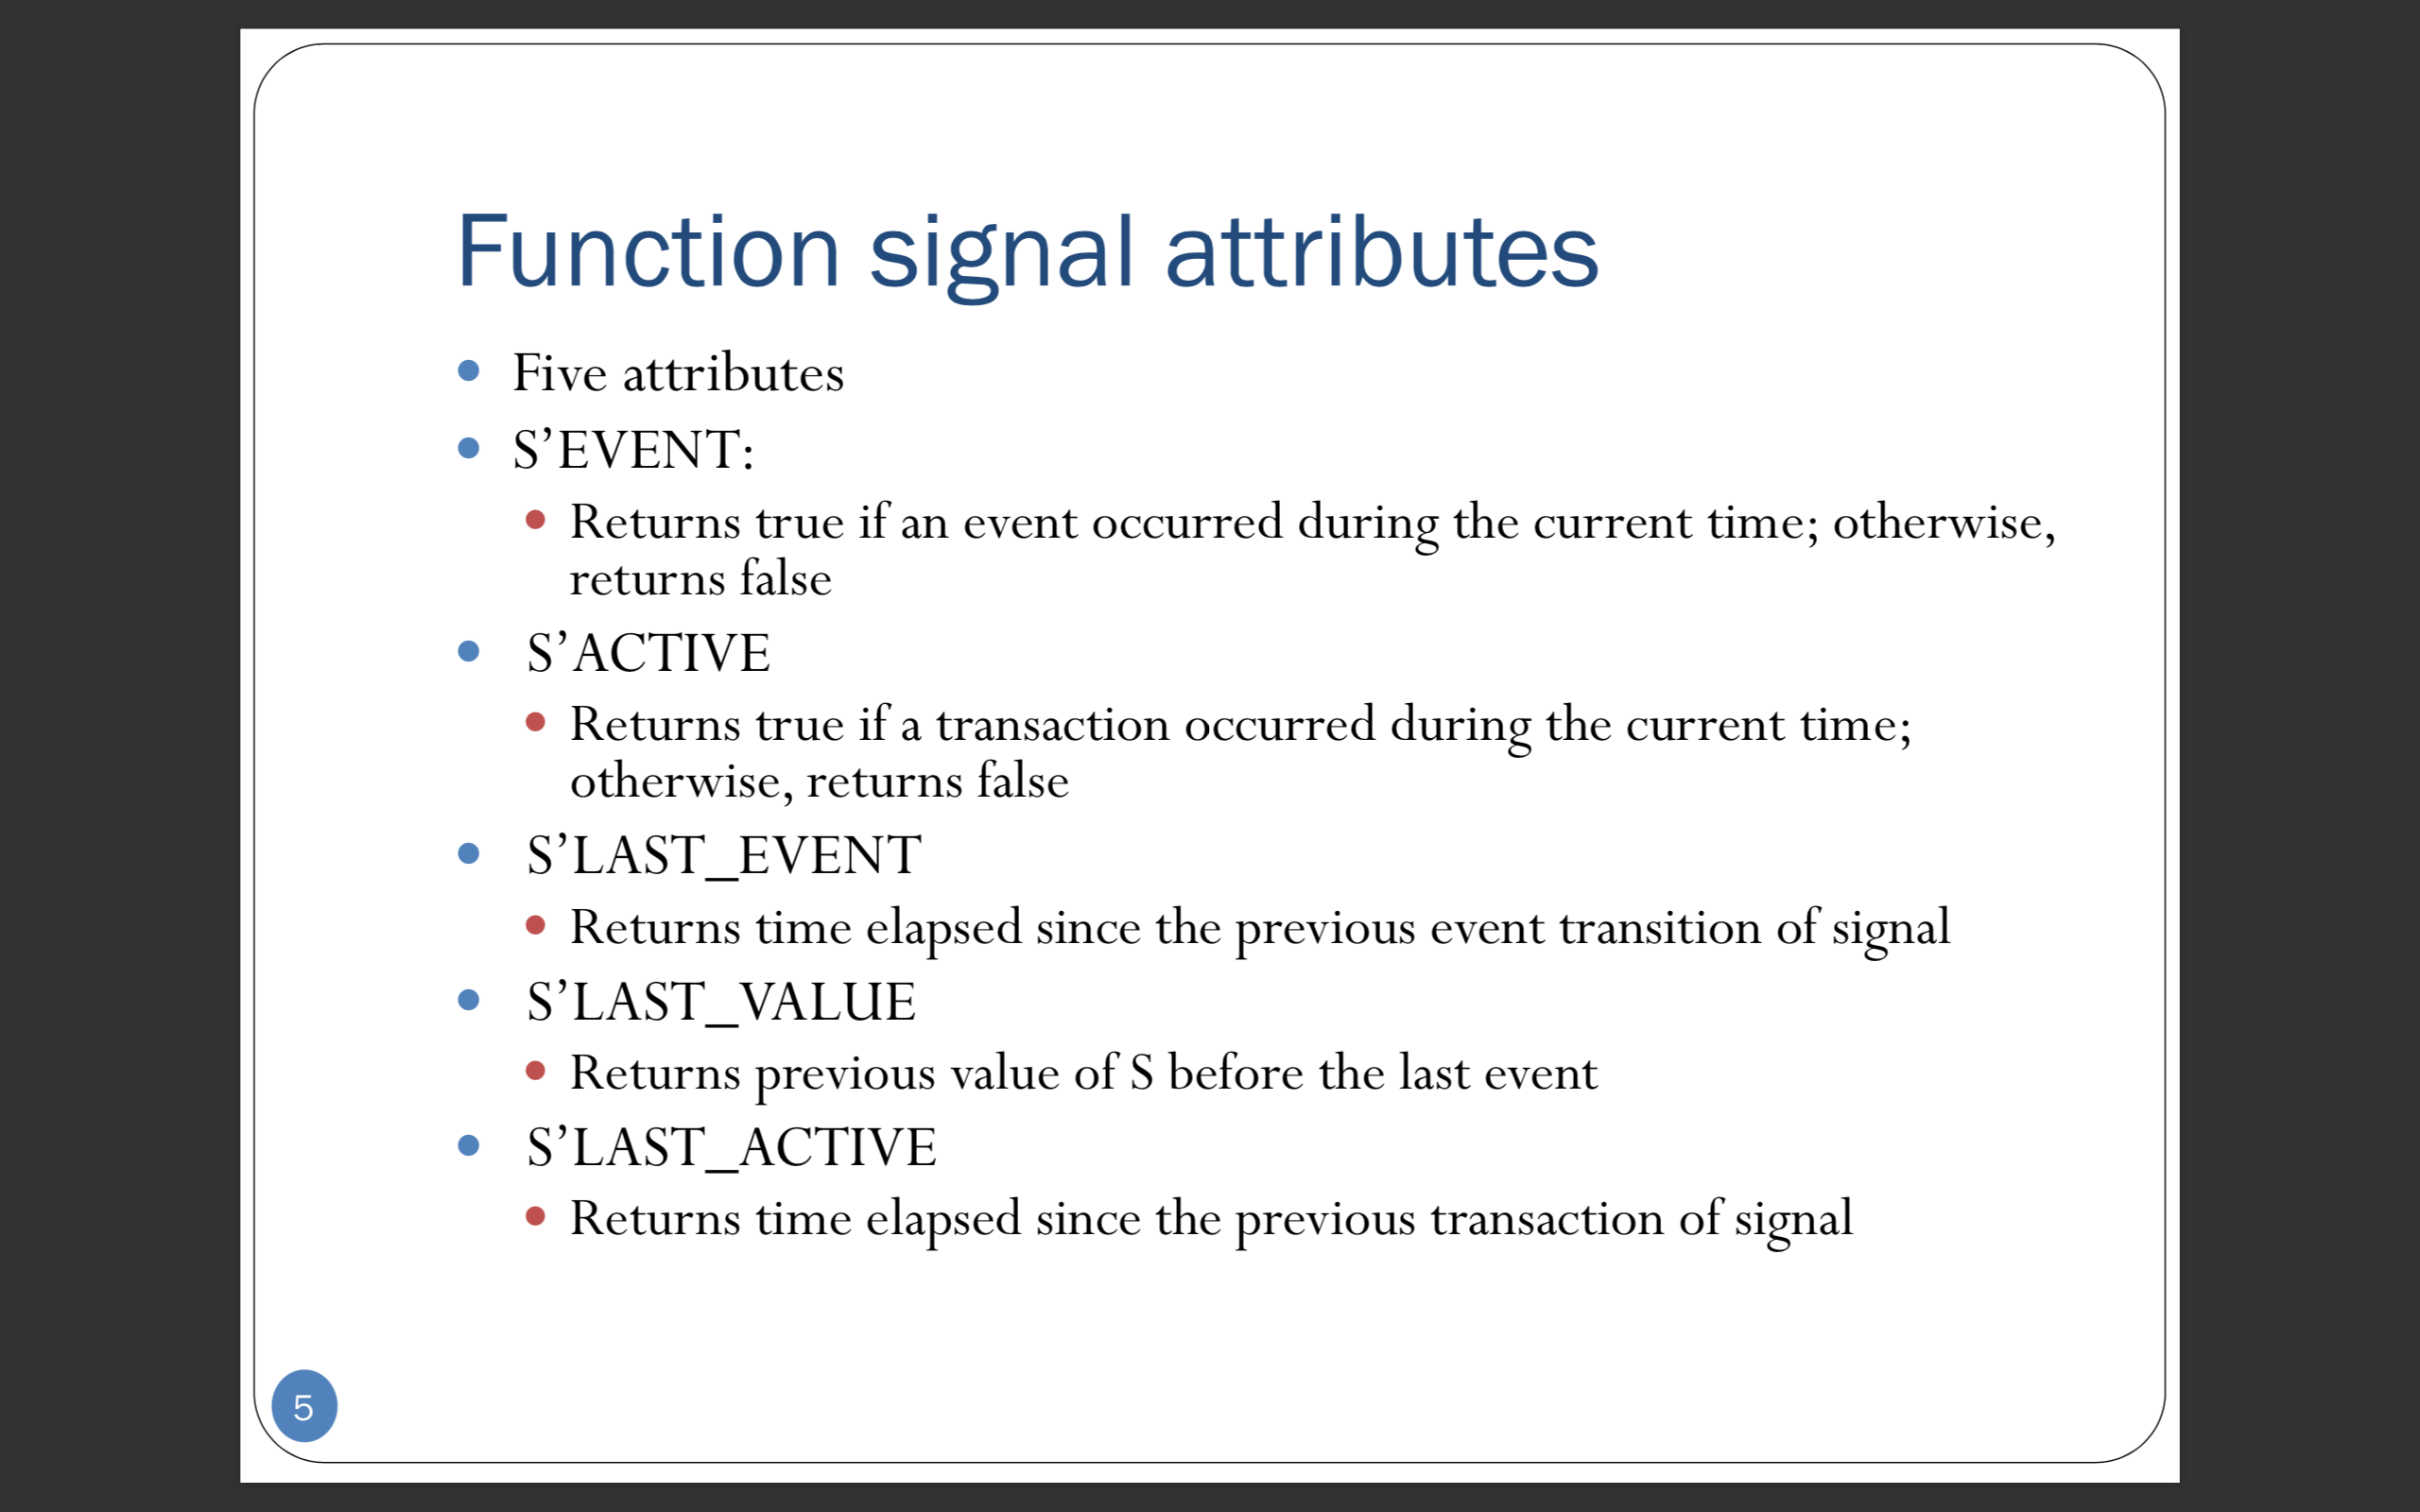 Function signal attributes
Five attributes
S’EVENT:
Returns true if an event occurred during the current time; otherwise,
returns false
S’ACTIVE
Returns true if a transaction occurred during the current time;
otherwise, returns false
S’LAST_EVENT
Returns time elapsed since the previous event transition of signal
S’LAST_VALUE
Returns previous value of S before the last event
S’LAST_ACTIVE
Returns time elapsed since the previous transaction of signal
5